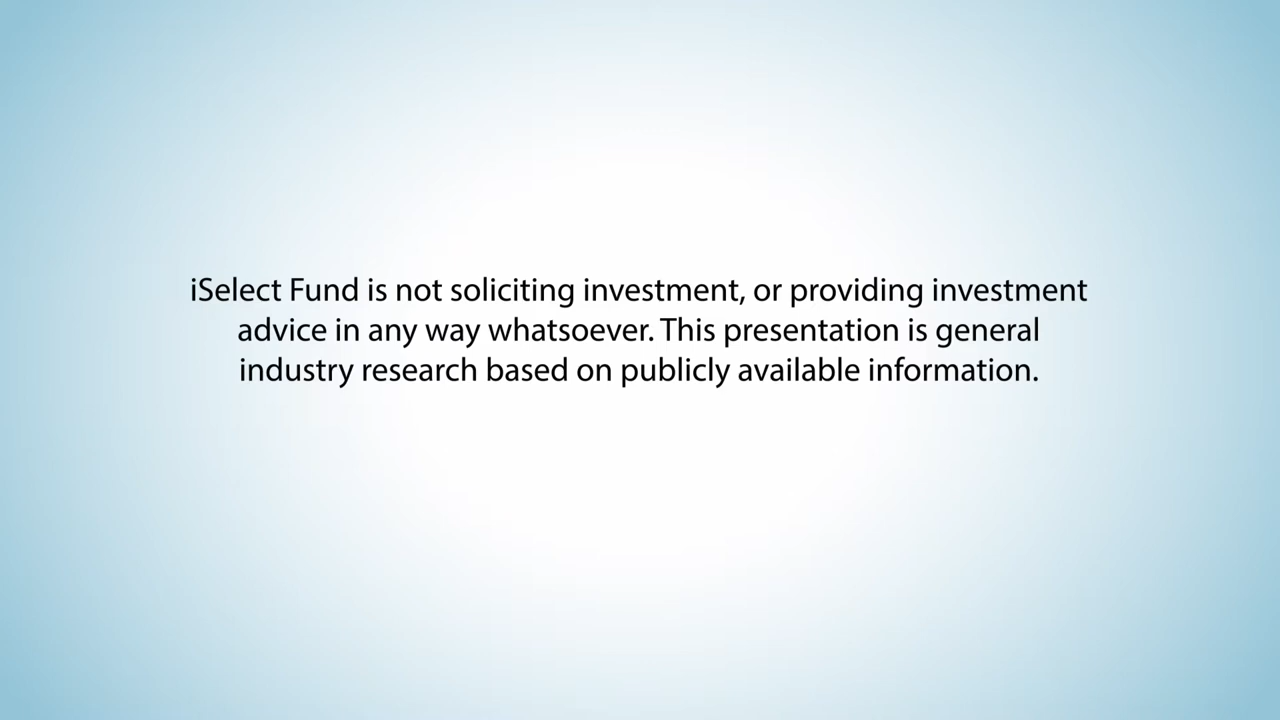 iSelect Fund is not soliciting investment, or providing investment
advice in any way whatsoever. This presentation is general
industry research based on publicly available information.